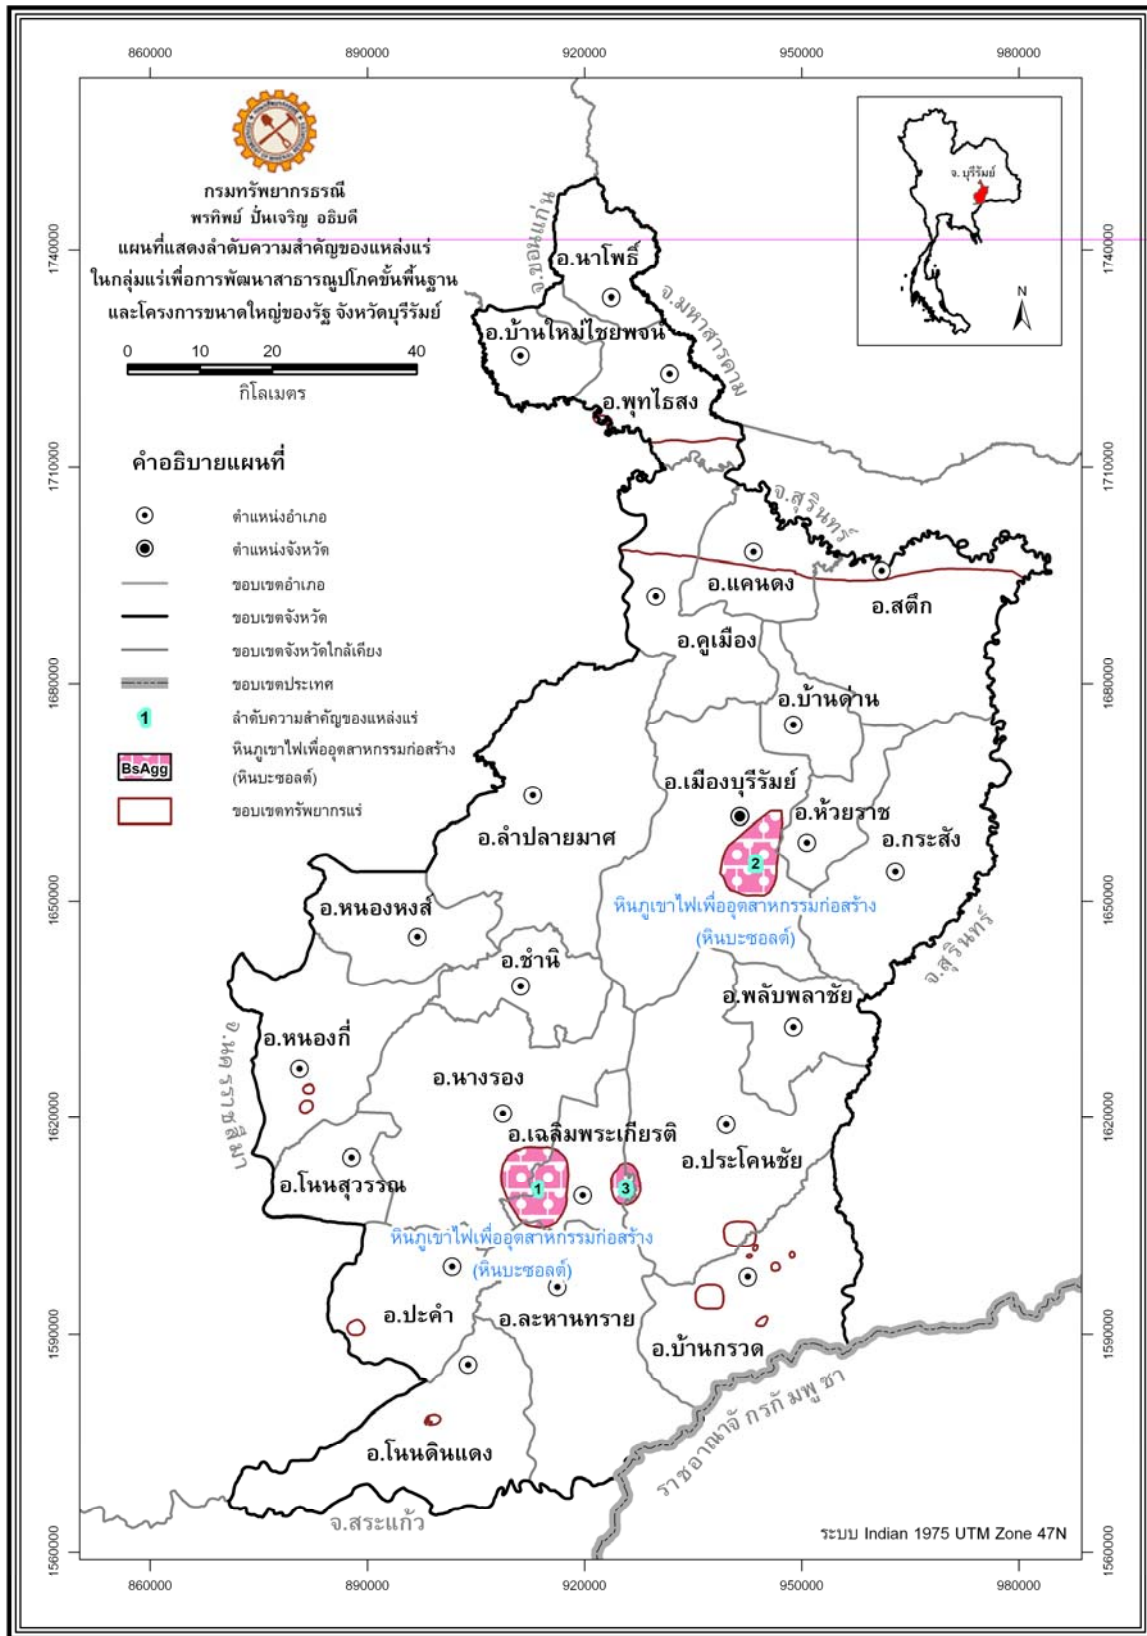 860000 890000 920000 950000 980000
กรมทรัพยากรธรณี
พรทิพย์ ปั่นเจริญ อธิบดี
แผนที่แสดงลำดับความสำคัญของแหล่งแร่
ในกลุ่มแร่เพื่อการพัฒนาสาธารณูปโภคขั้นพื้นฐาน
และโครงการขนาดใหญ่ของรัฐ จังหวัดบุรีรัมย์
0 10 20 40
กิโลเมตร
จ. บุรีรัมย์
N
คำอธิบายแผนที่
ตำแหน่งอำเภอ
ตำแหน่งจังหวัด
ขอบเขตอำเภอ
ขอบเขตจังหวัด
ขอบเขตจังหวัดใกล้เคียง
ขอบเขตประเทศ
1 ลำดับความสำคัญของแหล่งแร่
BsAgg หินภูเขาไฟเพื่ออุตสาหกรรมก่อสร้าง
(หินบะซอลต์)
ขอบเขตทรัพยากรแร่
จ.ขอนแก่น
อ.นาโพธิ์
จ.มหาสารคาม
อ.บ้านใหม่ไชยพจน์
อ.พุทไธสง
จ.สุรินทร์
อ.แคนดง
อ.สตึก
อ.คูเมือง
อ.บ้านด่าน
อ.เมืองบุรีรัมย์
อ.ห้วยราช
อ.ลำปลายมาศ
อ.กระสัง
2
หินภูเขาไฟเพื่ออุตสาหกรรมก่อสร้าง
(หินบะซอลต์)
อ.หนองหงส์
จ.สุรินทร์
อ.ชำนิ
อ.พลับพลาชัย
อ.หนองกี่
จ.นครราชสีมา
อ.นางรอง
อ.เฉลิมพระเกียรติ
อ.ประโคนชัย
อ.โนนสุวรรณ
1
3
หินภูเขาไฟเพื่ออุตสาหกรรมก่อสร้าง
(หินบะซอลต์)
อ.ปะคำ
อ.ละหานทราย
อ.บ้านกรวด
ราชอาณาจักรกัมพูชา
อ.โนนดินแดง
จ.สระแก้ว
ระบบ Indian 1975 UTM Zone 47N
1740000 1740000
1710000 1710000
1680000 1680000
1650000 1650000
1620000 1620000
1590000 1590000
1560000 1560000
860000 890000 920000 950000 980000